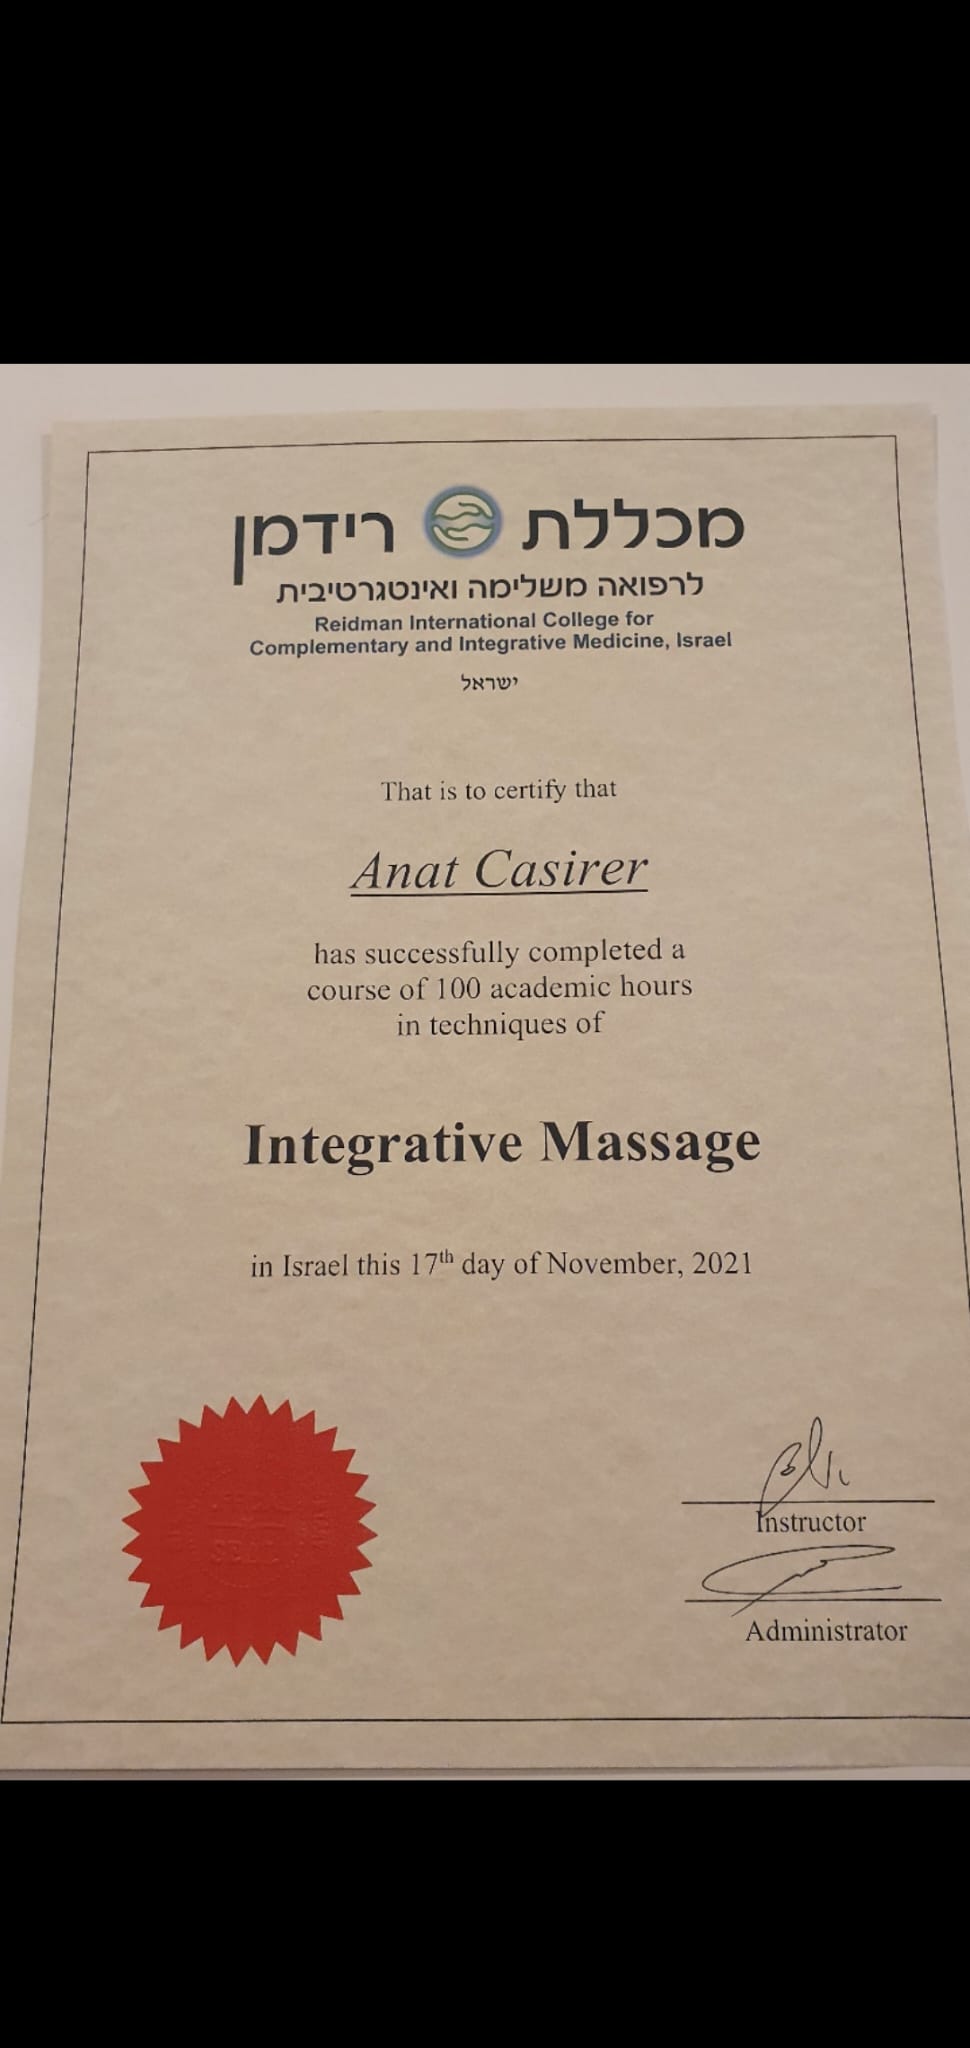 מכללת רידמן
לרפואה משלימה ואינטגרטיבית
Reidman International College for
Complementary and Integrative Medicine, Israel
ישראל
That is to certify that
Anat Casirer
has successfully completed a
course of 100 academic hours
in techniques of
Integrative Massage
in Israel this 17th day of November, 2021
Instructor
Administrator